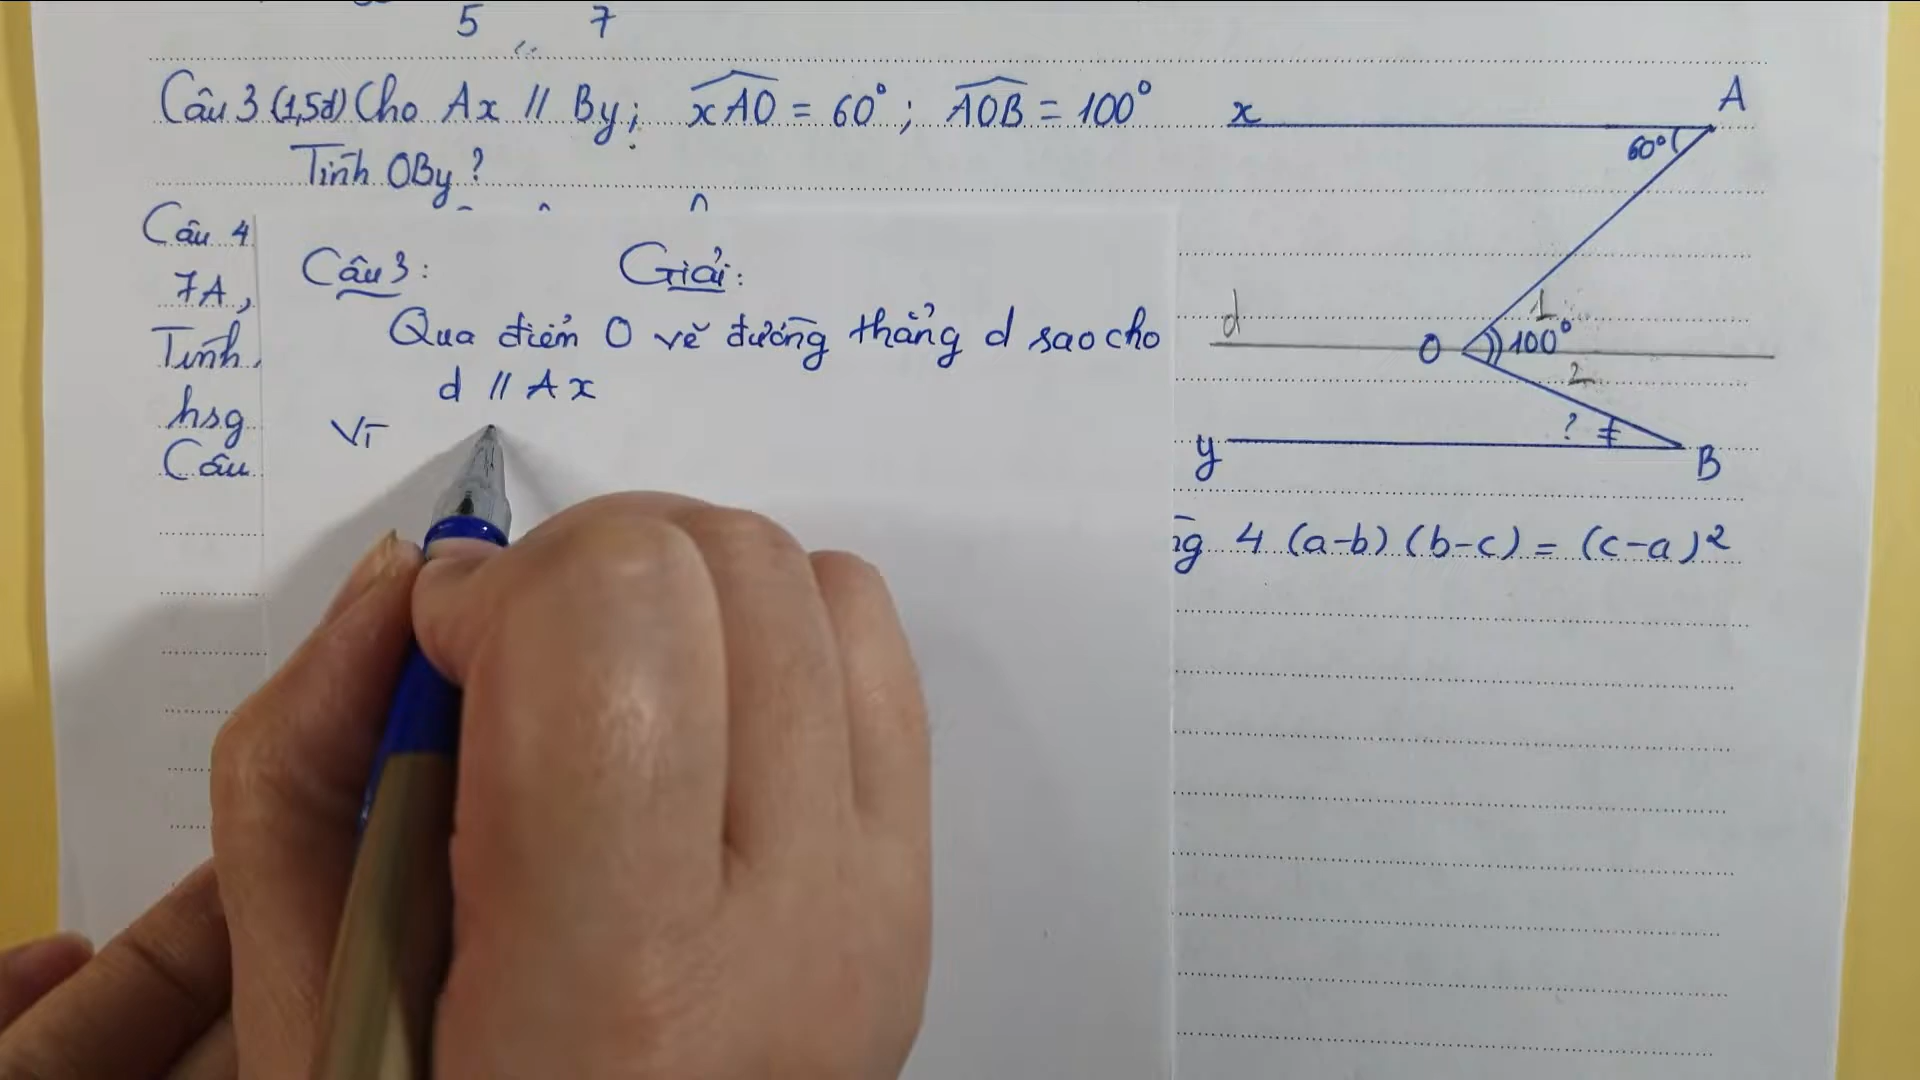 5 7
Câu 3 (1,5đ) Cho Ax // By; xAO = 60°; AOB = 100°
Tính OBy ?
Câu 4
7A,
Tính
hsg
Câu
Câu 3: Giải:
Qua điểm O vẽ đường thẳng d sao cho
d // Ax
Vì
x A
60°
d 1
O 100°
2
? 
y B
4 (a-b) (b-c) = (c-a)²